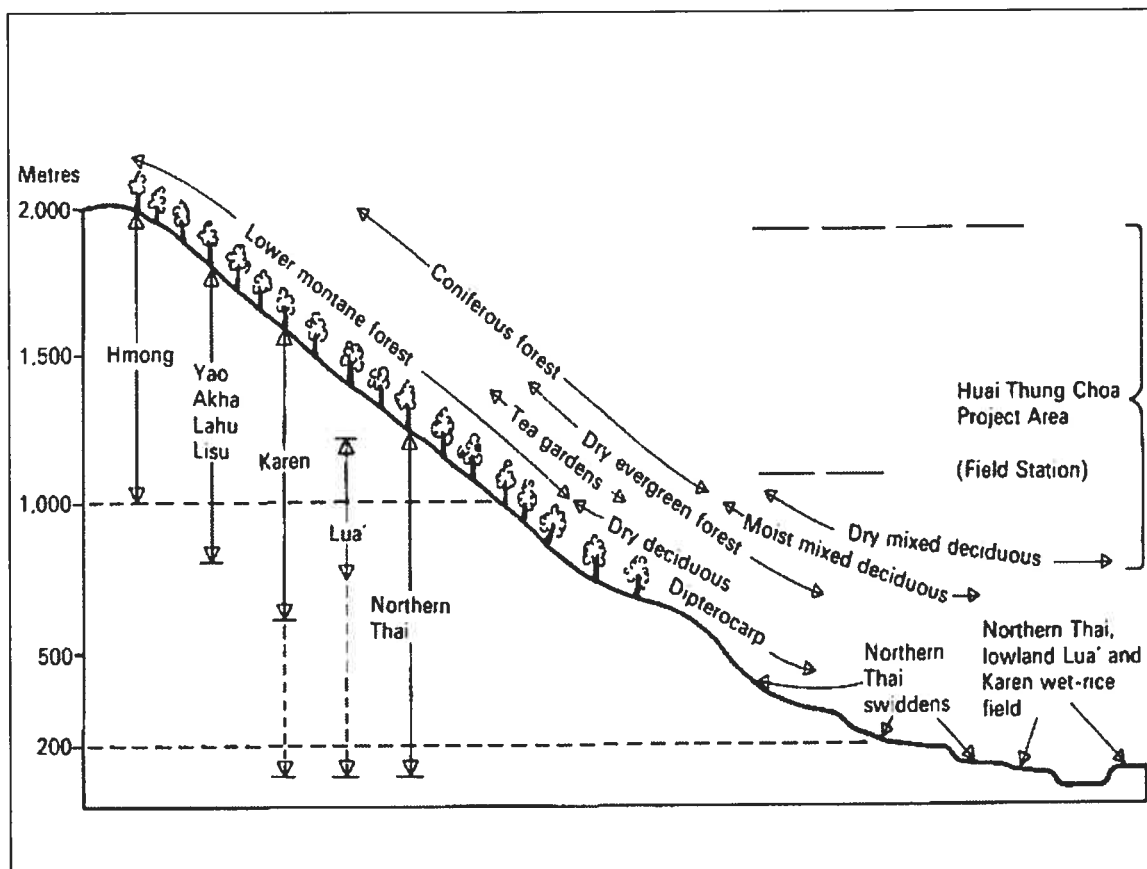 Metres
2,000
1,500
1,000
500
200
Hmong
Yao
Akha
Lahu
Lisu
Karen
Lua'
Northern
Thai
Lower montane forest
Coniferous forest
Tea gardens
Dry evergreen forest
Dry deciduous
Dipterocarp
Moist mixed deciduous
Dry mixed deciduous
Huai Thung Choa
Project Area
(Field Station)
Northern
Thai
swiddens
Northern Thai,
lowland Lua' and
Karen wet-rice
field